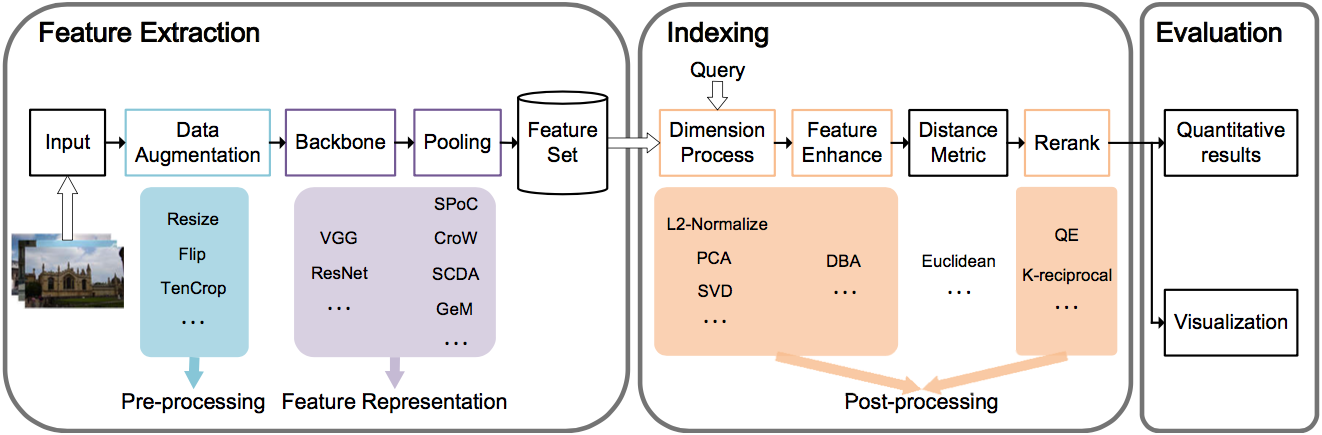 Feature Extraction
Input
Data
Augmentation
Backbone
Pooling
Feature
Set
Resize
Flip
TenCrop
...
VGG
ResNet
...
SPoC
CroW
SCDA
GeM
...
Pre-processing
Feature Representation
Indexing
Query
Dimension
Process
Feature
Enhance
Distance
Metric
Rerank
L2-Normalize
PCA
SVD
...
DBA
...
Euclidean
...
QE
K-reciprocal
...
Post-processing
Evaluation
Quantitative
results
Visualization